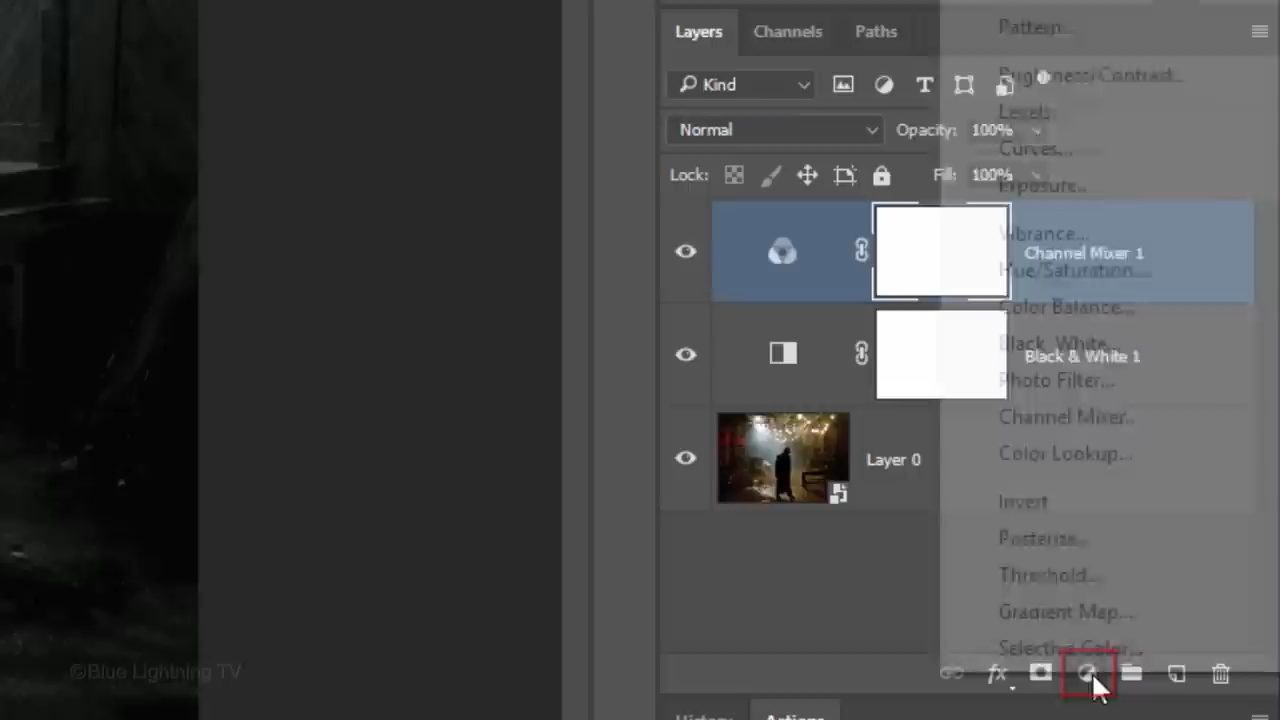 Layers Channels Paths
Pattern...
Kind
Brightness/Contrast...
Levels...
Normal Opacity: 100%
Curves...
Lock: Fill: 100%
Exposure...
Vibrance...
Channel Mixer 1
Hue/Saturation...
Color Balance...
Black & White...
Black & White 1
Photo Filter...
Channel Mixer...
Color Lookup...
Layer 0
Invert
Posterize...
Threshold...
Gradient Map...
Selective Color...
©Blue Lightning TV
fx
History Actions